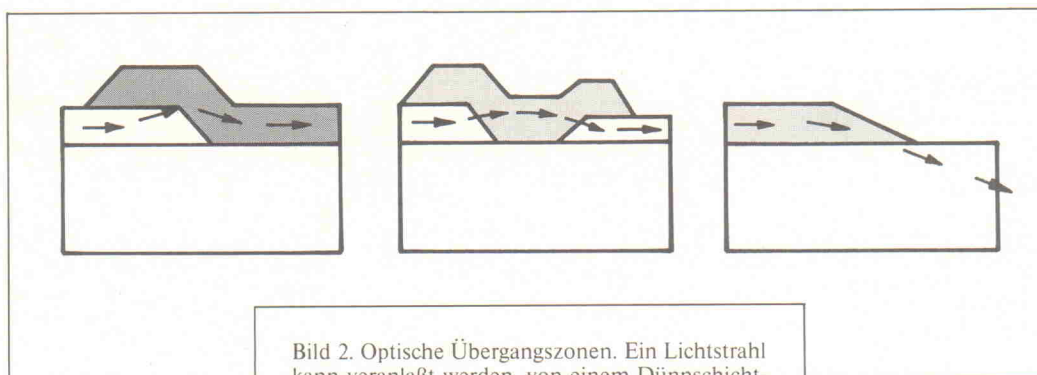 Bild 2. Optische Übergangszonen. Ein Lichtstrahl
kann veranlaßt werden, von einem Dünnschicht-